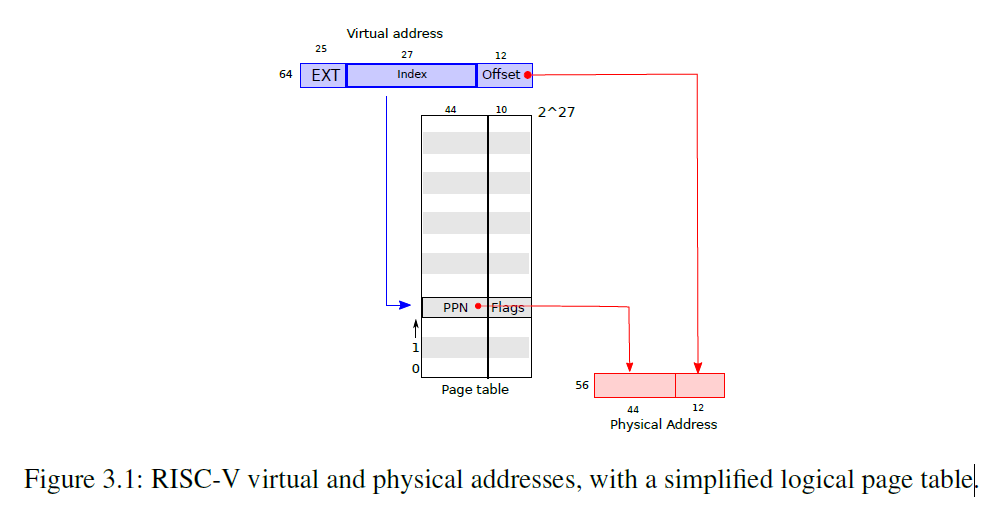 Virtual address
25 27 12
64 EXT Index Offset
44 10 2^27
PPN Flags
1
0
Page table
56
44 12
Physical Address
Figure 3.1: RISC-V virtual and physical addresses, with a simplified logical page table.